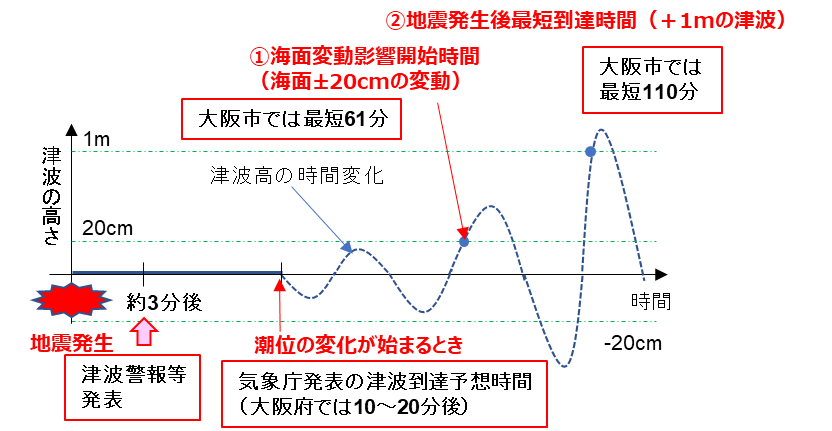 ②地震発生後最短到達時間（＋1mの津波）
①海面変動影響開始時間
（海面±20cmの変動）
大阪市では
最短110分
大阪市では最短61分
津波の高さ
1m
津波高の時間変化
20cm
約3分後
時間
地震発生
潮位の変化が始まるとき
-20cm
津波警報等
発表
気象庁発表の津波到達予想時間
（大阪府では10～20分後）